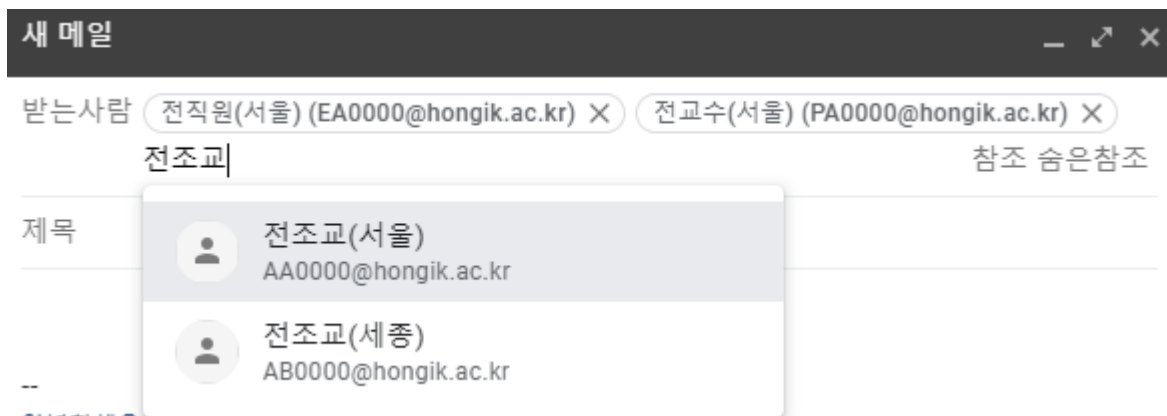 새 메일
받는사람 전직원(서울) (EA0000@hongik.ac.kr) 전교수(서울) (PA0000@hongik.ac.kr)
전조교 참조 숨은참조
제목
전조교(서울)
AA0000@hongik.ac.kr
전조교(세종)
AB0000@hongik.ac.kr
--